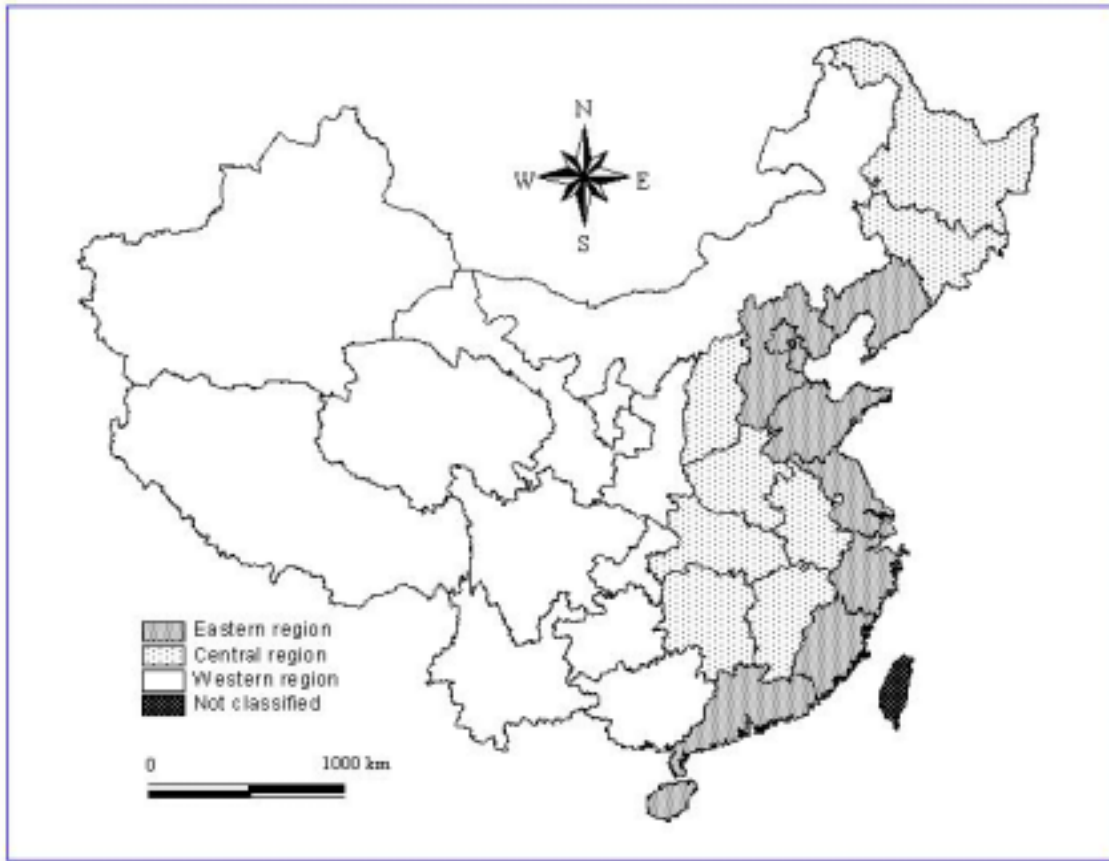 N
W E
S
Eastern region
Central region
Western region
Not classified
0 1000 km